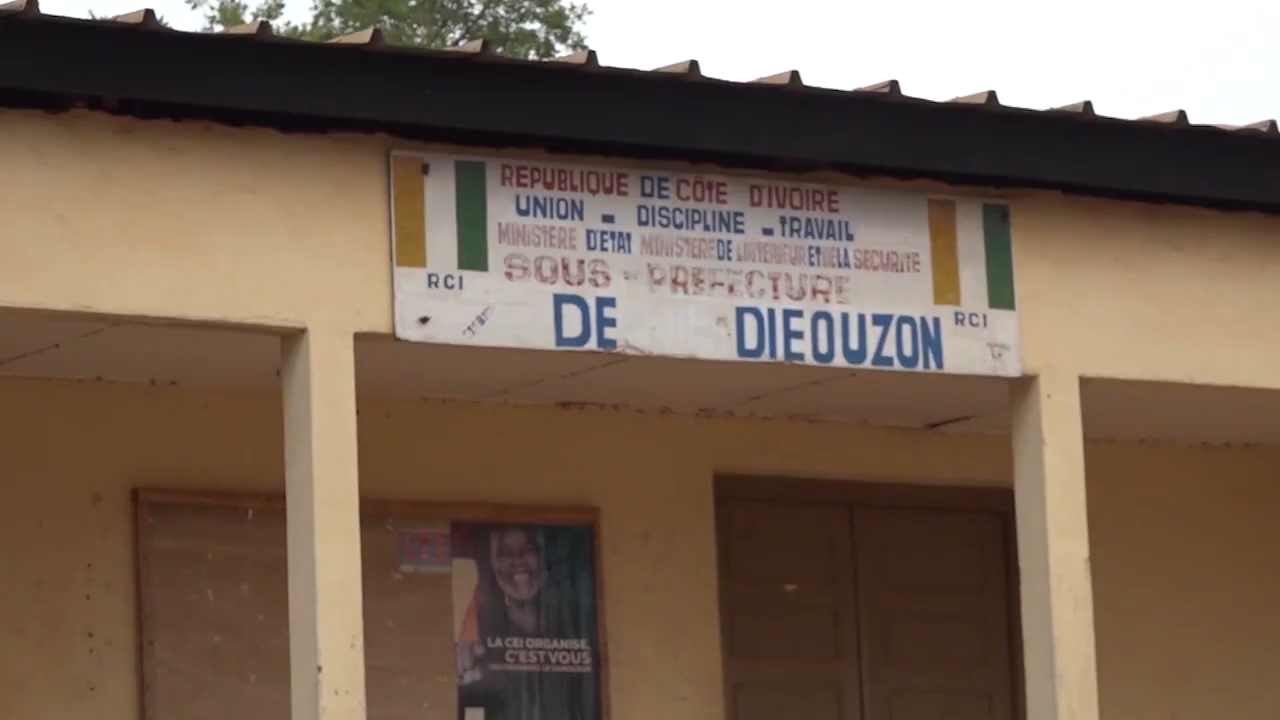 REPUBLIQUE DE CÔTE D'IVOIRE
UNION - DISCIPLINE - TRAVAIL
MINISTERE D'ETAT MINISTERE DE L'INTERIEUR ET DE LA SECURITE
SOUS - PREFECTURE
DE DIEOUZON
RCI
RCI
LA CEI ORGANISE,
C'EST VOUS